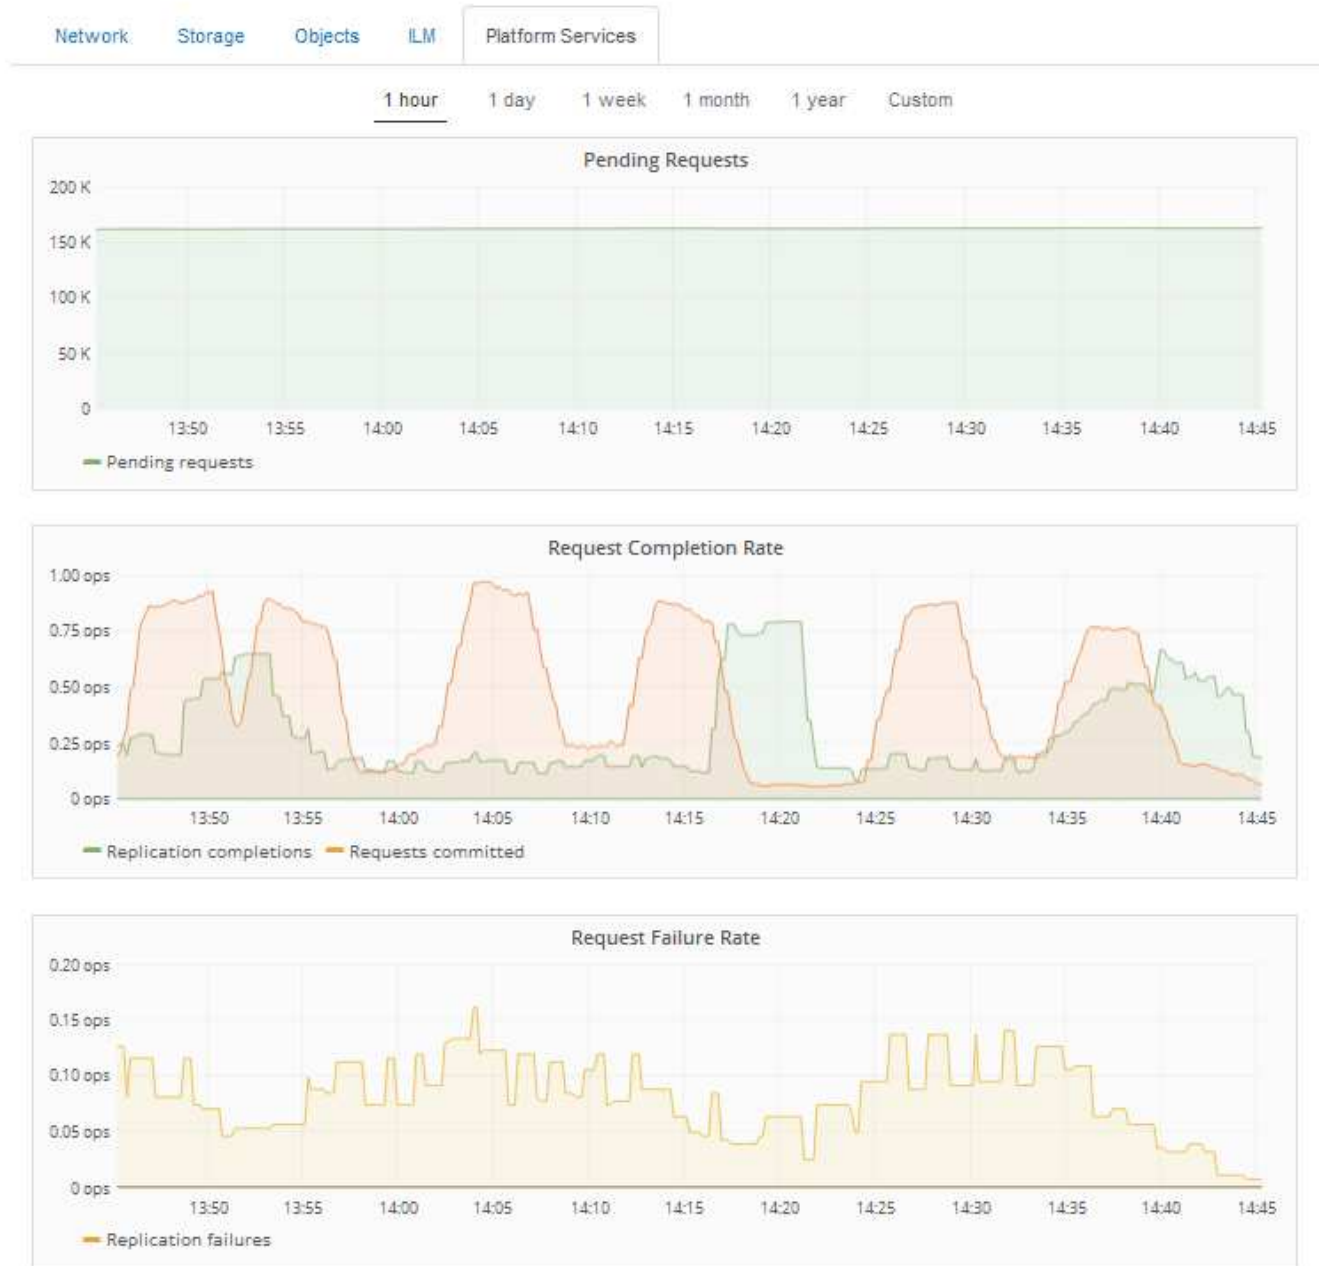 Network Storage Objects ILM Platform Services
1 hour 1 day 1 week 1 month 1 year Custom
Pending Requests
200 K
150 K
100 K
50 K
0
13:50 13:55 14:00 14:05 14:10 14:15 14:20 14:25 14:30 14:35 14:40 14:45
Pending requests
Request Completion Rate
1.00 ops
0.75 ops
0.50 ops
0.25 ops
0 ops
13:50 13:55 14:00 14:05 14:10 14:15 14:20 14:25 14:30 14:35 14:40 14:45
Replication completions Requests committed
Request Failure Rate
0.20 ops
0.15 ops
0.10 ops
0.05 ops
0 ops
13:50 13:55 14:00 14:05 14:10 14:15 14:20 14:25 14:30 14:35 14:40 14:45
Replication failures